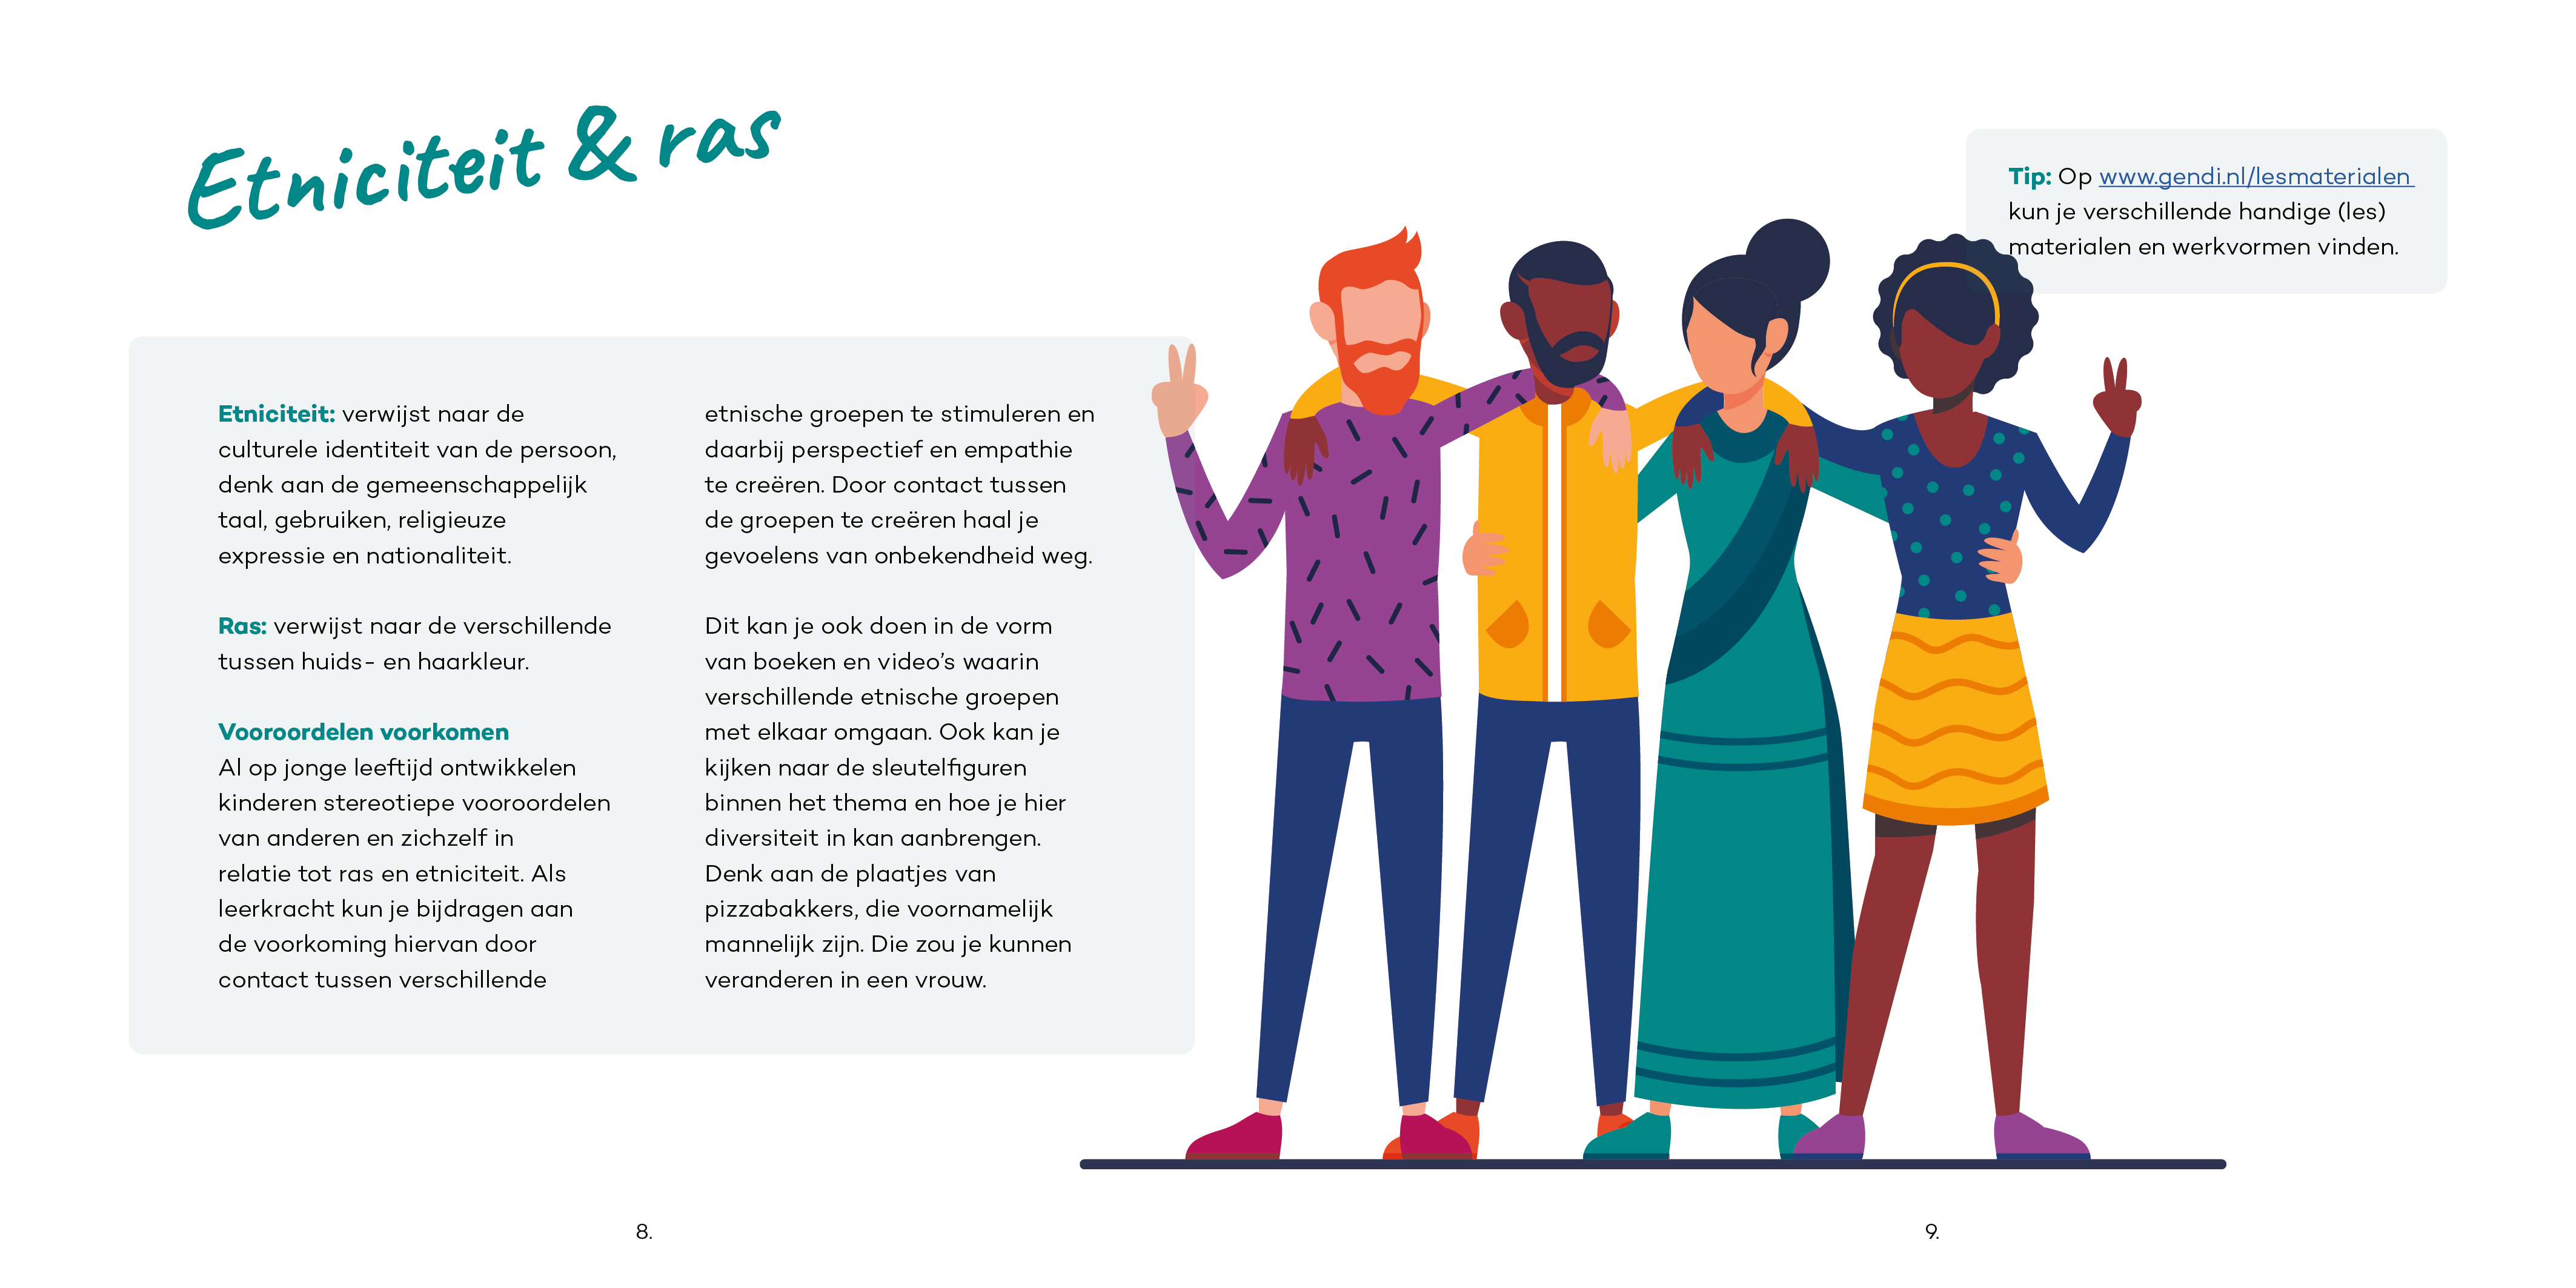 Etniciteit & ras
Etniciteit: verwijst naar de
culturele identiteit van de persoon,
denk aan de gemeenschappelijk
taal, gebruiken, religieuze
expressie en nationaliteit.
Ras: verwijst naar de verschillende
tussen huids- en haarkleur.
Vooroordelen voorkomen
Al op jonge leeftijd ontwikkelen
kinderen stereotiepe vooroordelen
van anderen en zichzelf in
relatie tot ras en etniciteit. Als
leerkracht kun je bijdragen aan
de voorkoming hiervan door
contact tussen verschillende
etnische groepen te stimuleren en
daarbij perspectief en empathie
te creëren. Door contact tussen
de groepen te creëren haal je
gevoelens van onbekendheid weg.
Dit kan je ook doen in de vorm
van boeken en video’s waarin
verschillende etnische groepen
met elkaar omgaan. Ook kan je
kijken naar de sleutelfiguren
binnen het thema en hoe je hier
diversiteit in kan aanbrengen.
Denk aan de plaatjes van
pizzabakkers, die voornamelijk
mannelijk zijn. Die zou je kunnen
veranderen in een vrouw.
Tip: Op www.gendi.nl/lesmaterialen
kun je verschillende handige (les)
materialen en werkvormen vinden.
8.
9.